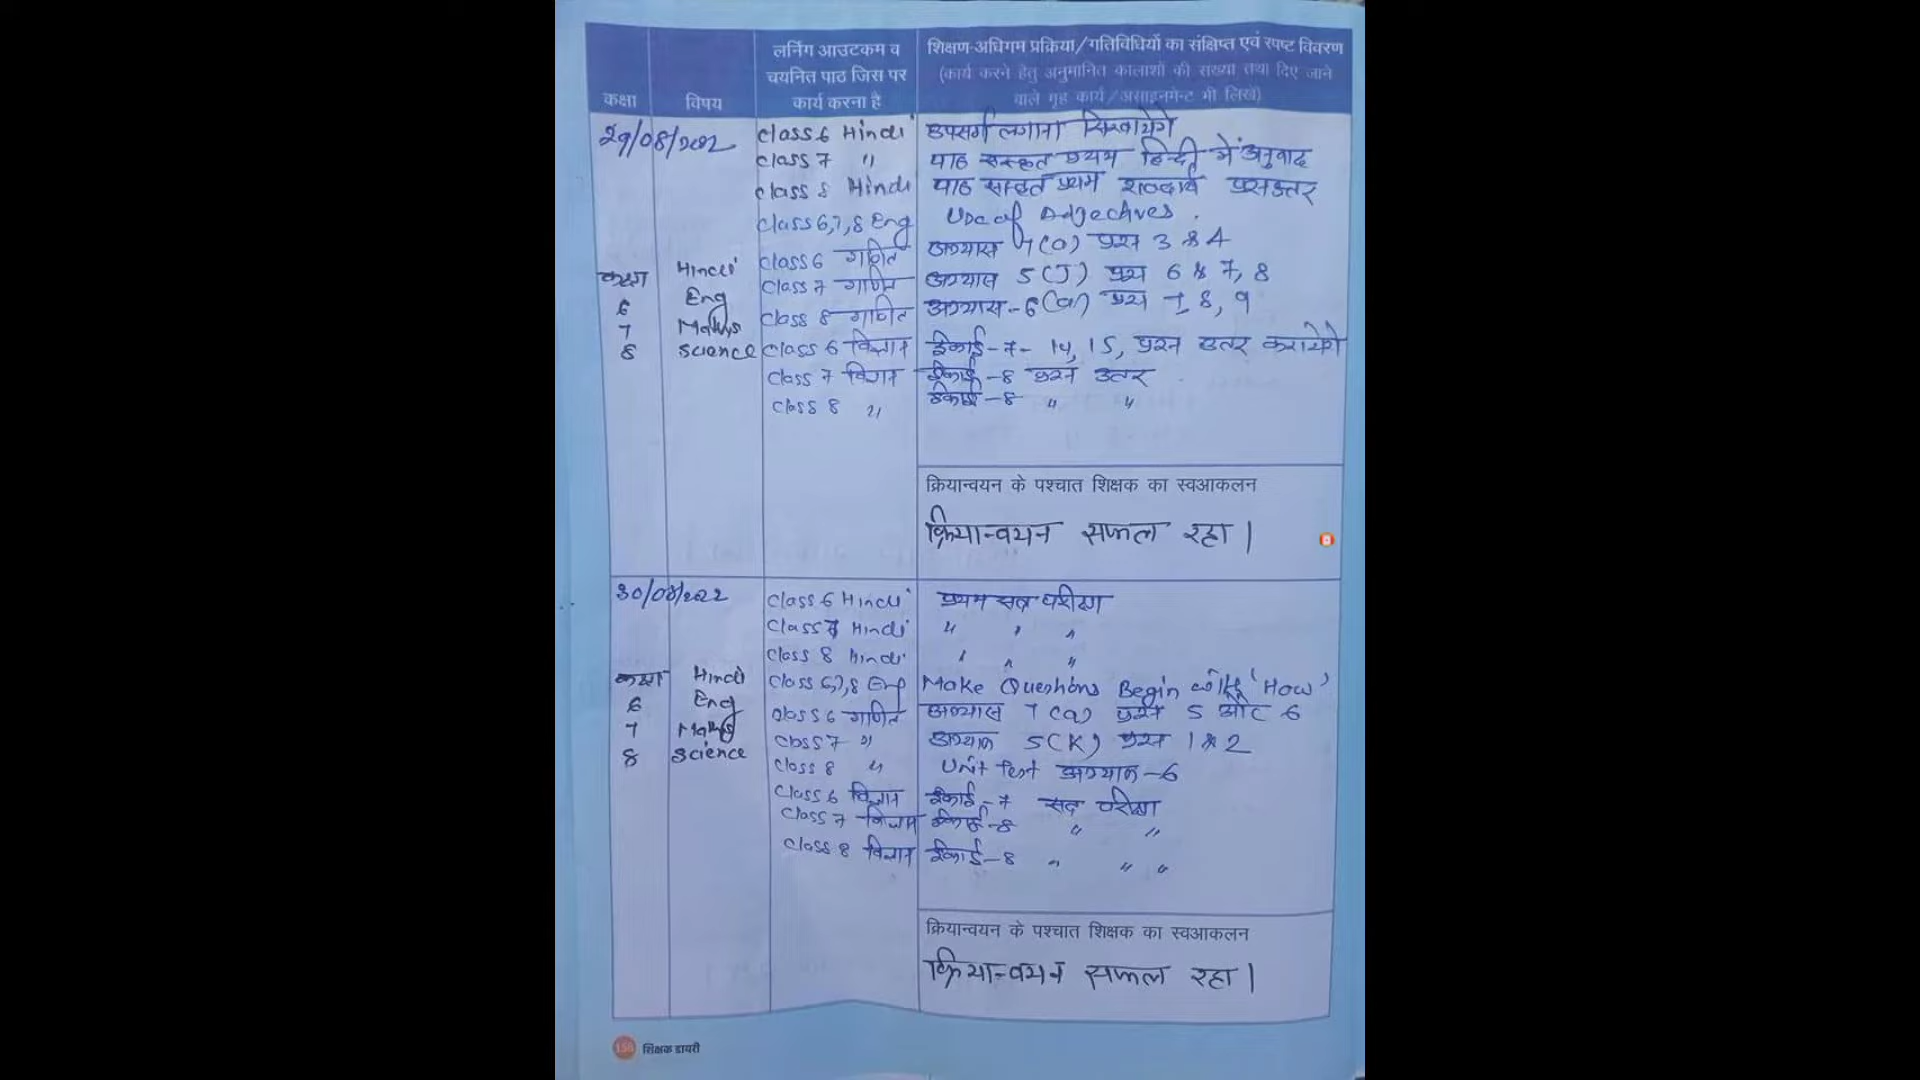 कक्षा
विषय
लर्निंग आउटकम व
चयनित पाठ जिस पर
कार्य करना है
शिक्षण-अधिगम प्रक्रिया/गतिविधियों का संक्षिप्त एवं स्पष्ट विवरण
(कार्य करने हेतु अनुमानित कालाशों की संख्या तथा दिए जाने
वाले गृह कार्य/असाइनमेन्ट भी लिखें)
29/08/2022
class 6 Hindi उपसर्ग लगाना सिखायेगे
class 7 " पाठ संस्कृत प्रथम हिन्दी में अनुवाद
class 8 Hindi पाठ संस्कृत प्रथम शब्दार्थ
class 6,7,8 Eng Use of Adjectives.
class 6 गणित अभ्यास 7(a) प्रश्न 3 & 4
class 7 गणित अभ्यास 5(J) प्रश्न 6 & 7, 8
class 8 गणित अभ्यास-6(a) प्रश्न 7, 8, 9
class 6 विज्ञान ईकाई-7- 14, 15, प्रश्न उत्तर करायेगे
class 7 विज्ञान ईकाई-8 प्रश्न उत्तर
class 8 " ईकाई-8 " "
कक्षा
6
7
8
Hindi
Eng
Maths
Science
क्रियान्वयन के पश्चात शिक्षक का स्वआकलन
क्रियान्वयन सफल रहा।
30/08/2022
class 6 Hindi प्रथम सत्र परीक्षा
class 7 Hindi " " "
class 8 Hindi " " "
class 6,7,8 Eng Make Questions Begin with 'How'
class 6 गणित अभ्यास 7(a) प्रश्न 5 और 6
class 7 " अभ्यास 5(K) प्रश्न 1 & 2
class 8 " Unit Test अभ्यास-6
class 6 विज्ञान ईकाई-7 सत्र परीक्षा
class 7 विज्ञान ईकाई-8 " "
class 8 विज्ञान ईकाई-8 " " "
कक्षा
6
7
8
Hindi
Eng
Maths
Science
क्रियान्वयन के पश्चात शिक्षक का स्वआकलन
क्रियान्वयन सफल रहा।
158 शिक्षक डायरी